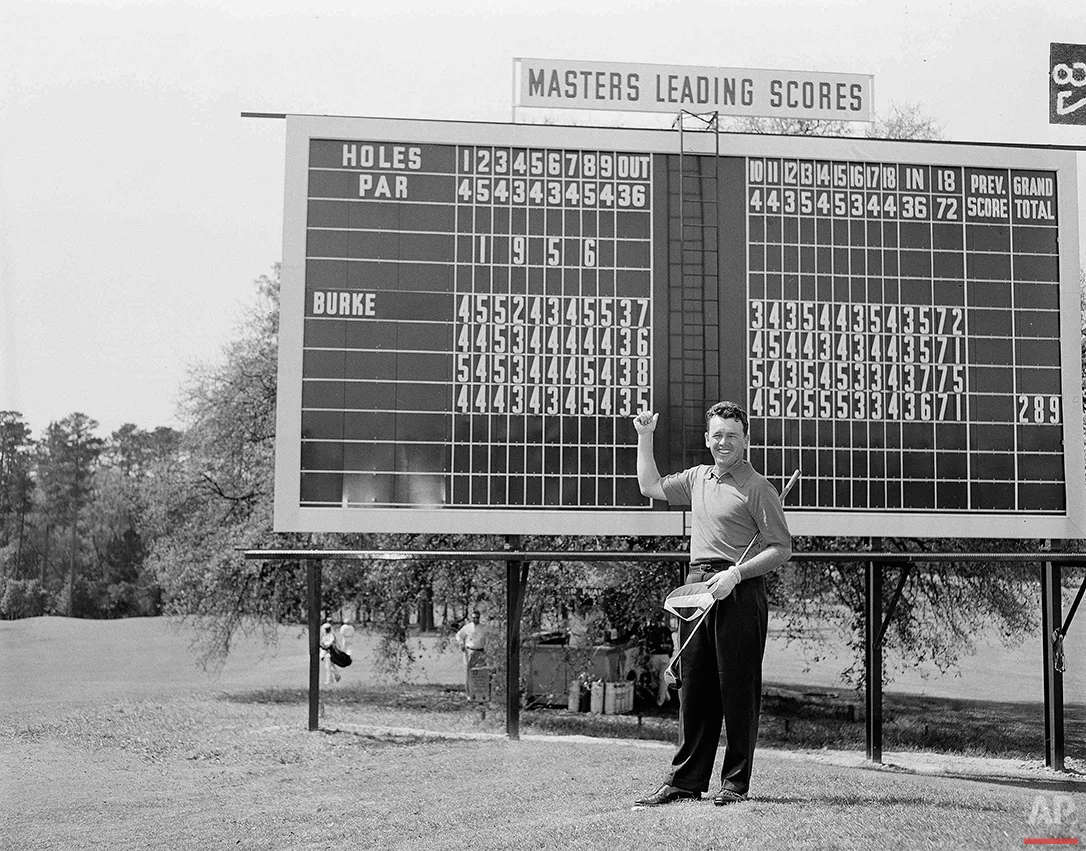 MASTERS LEADING SCORES
87
HOLES 1 2 3 4 5 6 7 8 9 OUT 10 11 12 13 14 15 16 17 18 IN 18 PREV. SCORE GRAND TOTAL
PAR 4 5 4 3 4 3 4 5 4 36 4 4 3 5 4 5 3 4 4 36 72
1 9 5 6
BURKE 4 5 5 2 4 3 4 5 5 37 3 4 3 5 4 4 3 5 4 35 72
4 4 5 3 4 4 4 4 4 36 4 5 4 4 3 4 3 4 4 35 71
5 4 5 3 4 4 4 5 4 38 5 4 3 5 4 5 3 3 4 37 75
4 4 4 3 4 3 4 5 4 35 4 5 2 5 5 5 3 3 4 36 71 289
AP